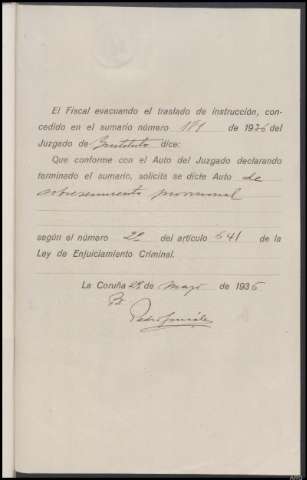 El Fiscal evacuando el traslado de instrucción, con-
cedido en el sumario número 181 de 1936 del
Juzgado de Instituto dice:
Que conforme con el Auto del Juzgado declarando
terminado el sumario, solicita se dicte Auto de
sobreseimiento provisional
según el número 2º del artículo 641 de la
Ley de Enjuiciamiento Criminal.
La Coruña 28 de Mayo de 1936
Pedro González